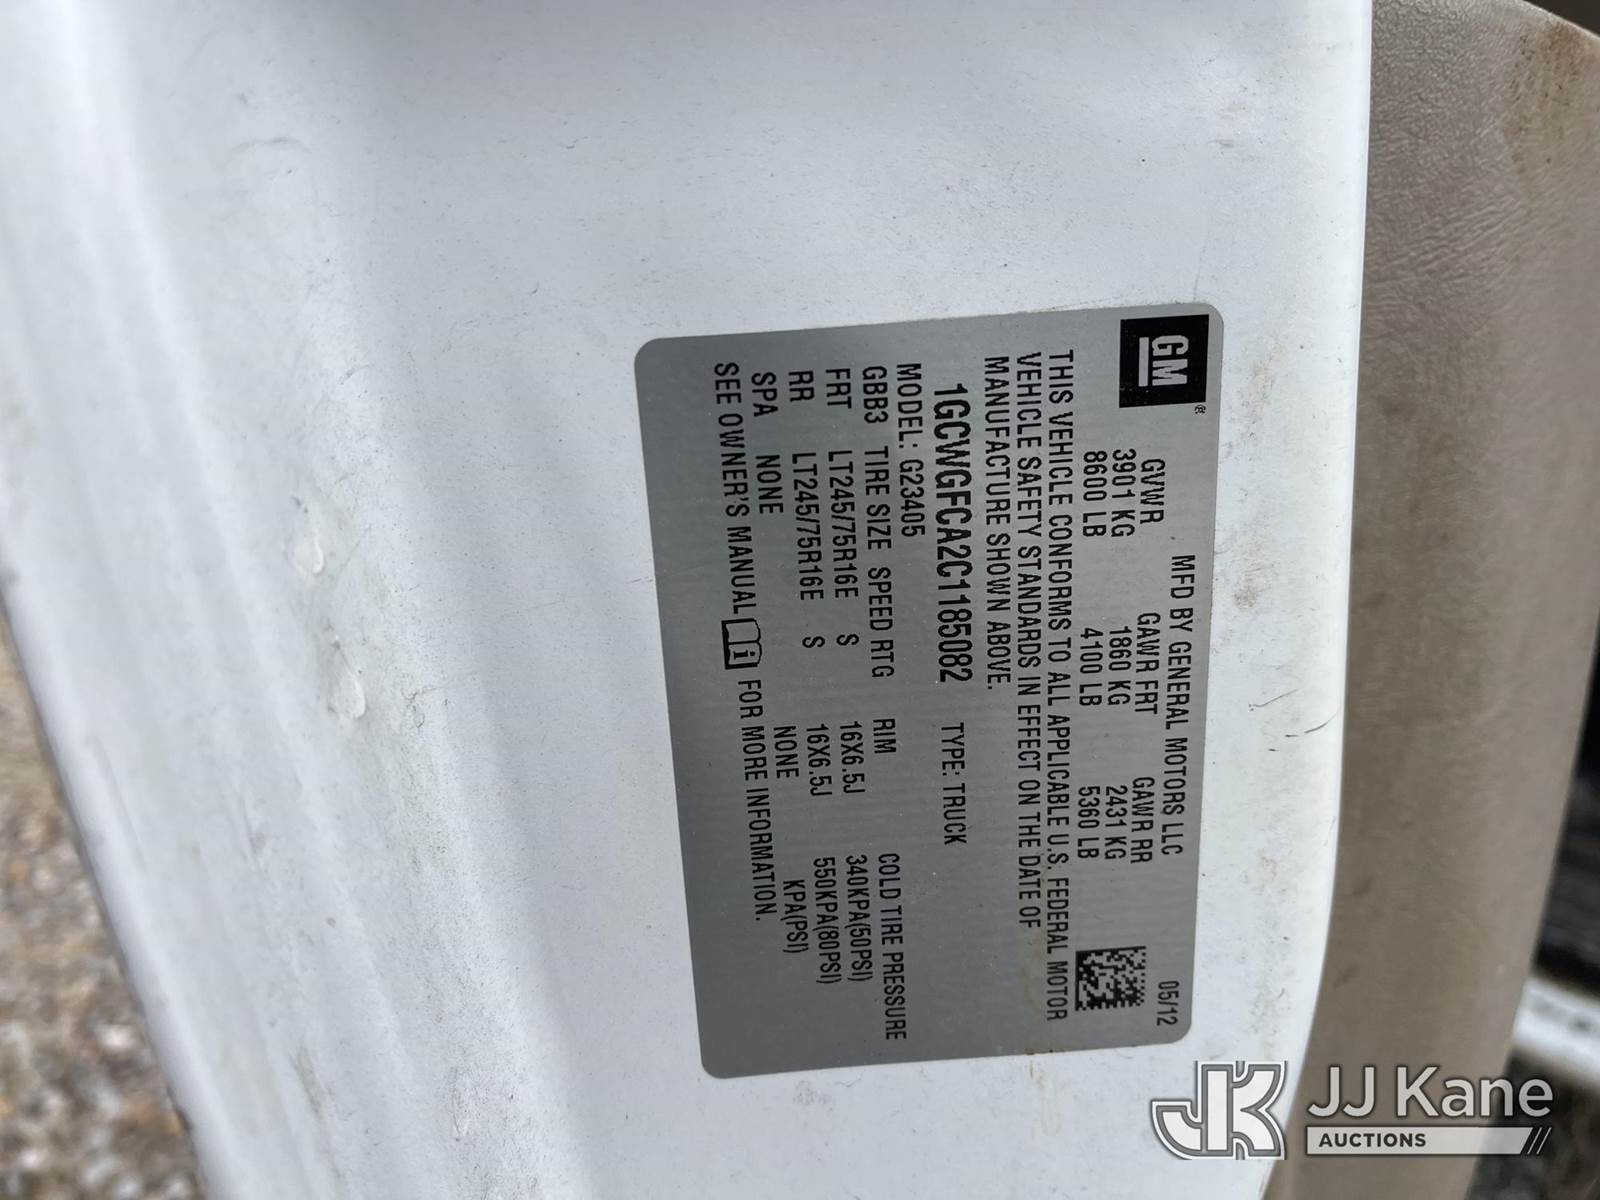 GM®
MFD BY GENERAL MOTORS LLC 05/12
GVWR GAWR FRT GAWR RR
3901 KG 1860 KG 2431 KG
8600 LB 4100 LB 5360 LB
THIS VEHICLE CONFORMS TO ALL APPLICABLE U.S. FEDERAL MOTOR
VEHICLE SAFETY STANDARDS IN EFFECT ON THE DATE OF
MANUFACTURE SHOWN ABOVE.
1GCWGFCA2C1185082 TYPE: TRUCK
MODEL: G23405
GBB3 TIRE SIZE SPEED RTG RIM COLD TIRE PRESSURE
FRT LT245/75R16E S 16X6.5J 340KPA(50PSI)
RR LT245/75R16E S 16X6.5J 550KPA(80PSI)
SPA NONE NONE KPA(PSI)
SEE OWNER'S MANUAL i FOR MORE INFORMATION.
JK JJ Kane
AUCTIONS